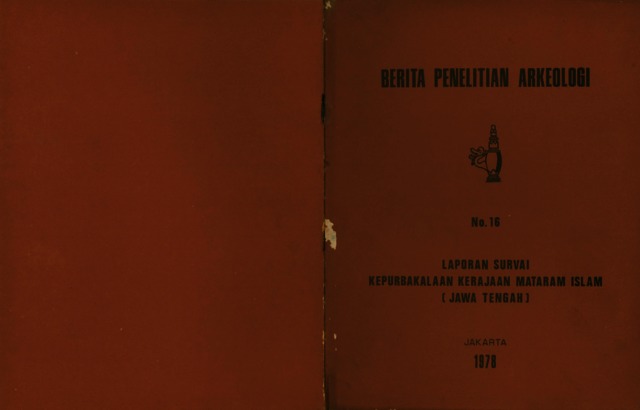 BERITA PENELITIAN ARKEOLOGI
No. 16
LAPORAN SURVAI
KEPURBAKALAAN KERAJAAN MATARAM ISLAM
( JAWA TENGAH )
JAKARTA
1978